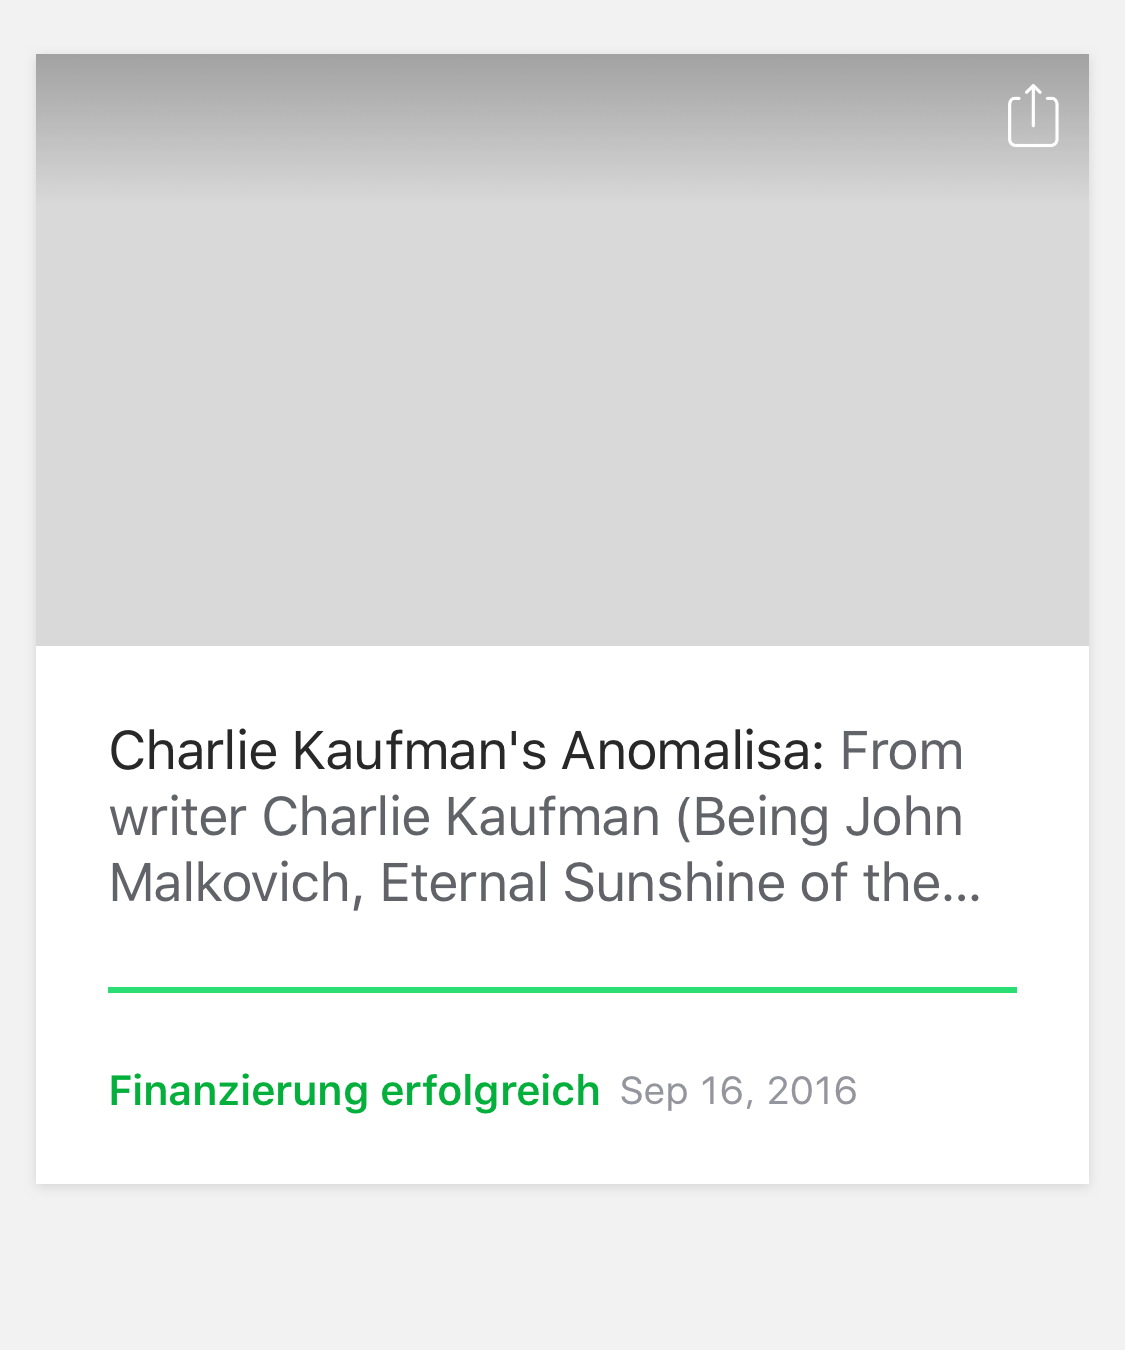 Charlie Kaufman's Anomalisa: From
writer Charlie Kaufman (Being John
Malkovich, Eternal Sunshine of the...
Finanzierung erfolgreich Sep 16, 2016